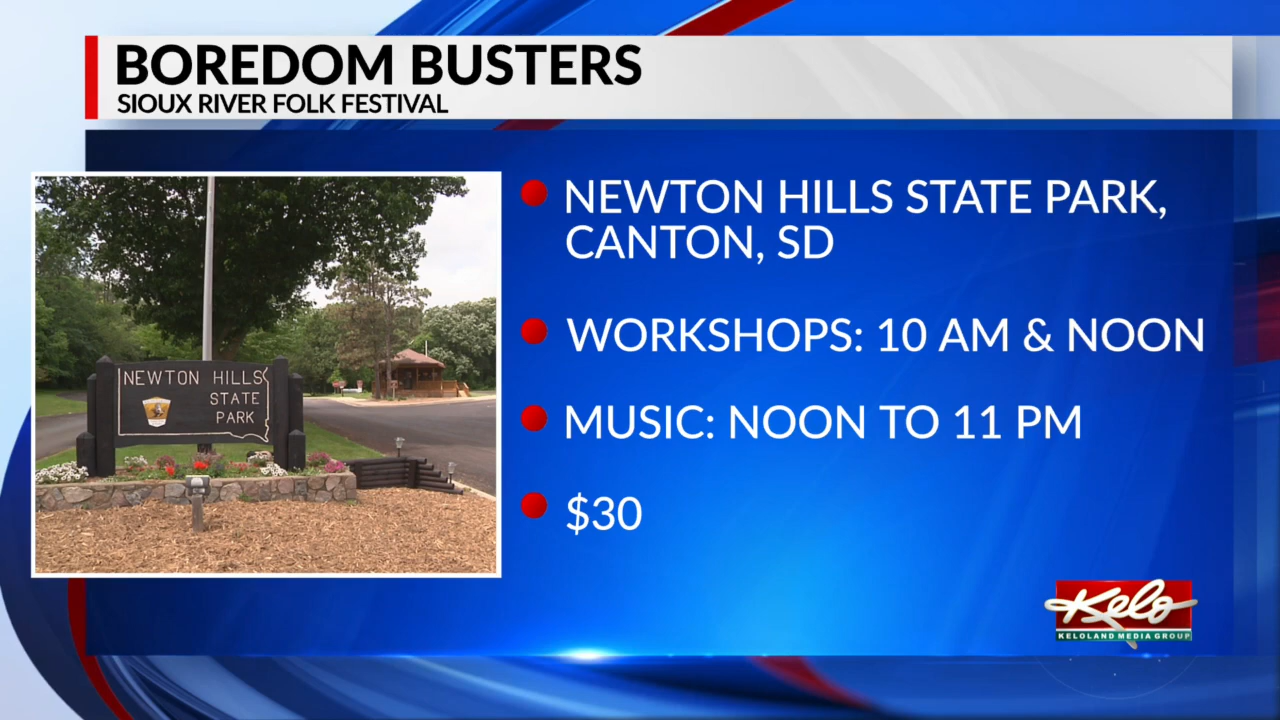 BOREDOM BUSTERS
SIOUX RIVER FOLK FESTIVAL
NEWTON HILLS STATE PARK,
CANTON, SD
WORKSHOPS: 10 AM & NOON
MUSIC: NOON TO 11 PM
$30
NEWTON HILLS
STATE
PARK
Kelo
KELOLAND MEDIA GROUP